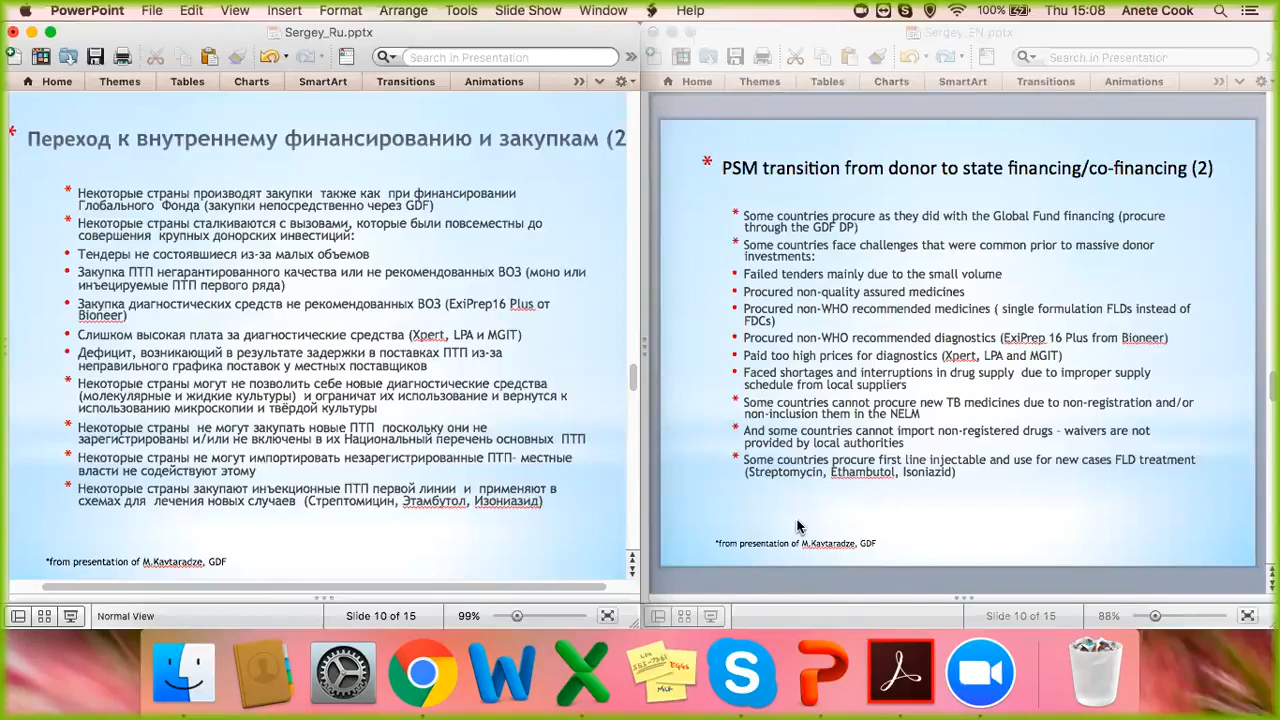 PowerPoint File Edit View Insert Format Arrange Tools Slide Show Window Help 100% Thu 15:08 Anete Cook
Sergey_Ru.pptx
Search in Presentation
Home Themes Tables Charts SmartArt Transitions Animations
* Переход к внутреннему финансированию и закупкам (2
* Некоторые страны производят закупки также как при финансировании
Глобального Фонда (закупки непосредственно через GDF)
* Некоторые страны сталкиваются с вызовами, которые были повсеместны до
совершения крупных донорских инвестиций:
• Тендеры не состоявшиеся из-за малых объемов
• Закупка ПТП негарантированного качества или не рекомендованных ВОЗ (моно или
инъецируемые ПТП первого ряда)
• Закупка диагностических средств не рекомендованных ВОЗ (ExiPrep16 Plus от
Bioneer)
• Слишком высокая плата за диагностические средства (Xpert, LPA и MGIT)
• Дефицит, возникающий в результате задержки в поставках ПТП из-за
неправильного графика поставок у местных поставщиков
* Некоторые страны могут не позволить себе новые диагностические средства
(молекулярные и жидкие культуры) и ограничат их использование и вернутся к
использованию микроскопии и твёрдой культуры
* Некоторые страны не могут закупать новые ПТП поскольку они не
зарегистрированы и/или не включены в их Национальный перечень основных ПТП
* Некоторые страны не могут импортировать незарегистрированные ПТП- местные
власти не содействуют этому
* Некоторые страны закупают инъекционные ПТП первой линии и применяют в
схемах для лечения новых случаев (Стрептомицин, Этамбутол, Изониазид)
*from presentation of M.Kavtaradze, GDF
Normal View Slide 10 of 15 99%
Sergey_EN.pptx
Search in Presentation
Home Themes Tables Charts SmartArt Transitions Animations
* PSM transition from donor to state financing/co-financing (2)
* Some countries procure as they did with the Global Fund financing (procure
through the GDF DP)
* Some countries face challenges that were common prior to massive donor
investments:
• Failed tenders mainly due to the small volume
• Procured non-quality assured medicines
• Procured non-WHO recommended medicines ( single formulation FLDs instead of
FDCs)
• Procured non-WHO recommended diagnostics (ExiPrep 16 Plus from Bioneer)
• Paid too high prices for diagnostics (Xpert, LPA and MGIT)
• Faced shortages and interruptions in drug supply due to improper supply
schedule from local suppliers
* Some countries cannot procure new TB medicines due to non-registration and/or
non-inclusion them in the NELM
* And some countries cannot import non-registered drugs - waivers are not
provided by local authorities
* Some countries procure first line injectable and use for new cases FLD treatment
(Streptomycin, Ethambutol, Isoniazid)
*from presentation of M.Kavtaradze, GDF
Slide 10 of 15 88%